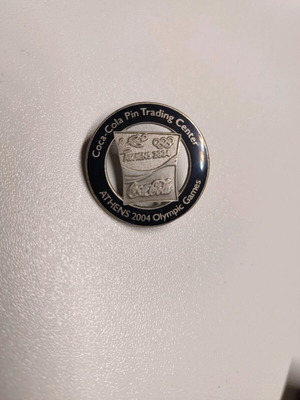 Coca-Cola Pin Trading Center
ATHENS 2004
Coca-Cola
ATHENS 2004 Olympic Games